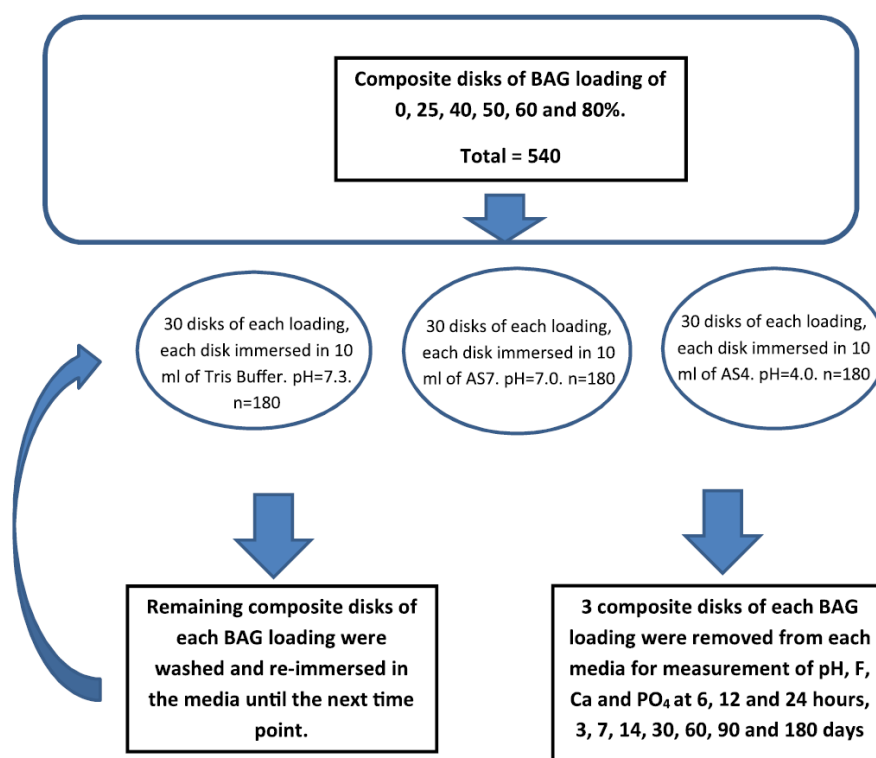 Composite disks of BAG loading of
0, 25, 40, 50, 60 and 80%.
Total = 540
30 disks of each loading,
each disk immersed in 10
ml of Tris Buffer. pH=7.3.
n=180
30 disks of each loading,
each disk immersed in 10
ml of AS7. pH=7.0. n=180
30 disks of each loading,
each disk immersed in 10
ml of AS4. pH=4.0. n=180
Remaining composite disks of
each BAG loading were
washed and re-immersed in
the media until the next time
point.
3 composite disks of each BAG
loading were removed from each
media for measurement of pH, F,
Ca and PO₄ at 6, 12 and 24 hours,
3, 7, 14, 30, 60, 90 and 180 days